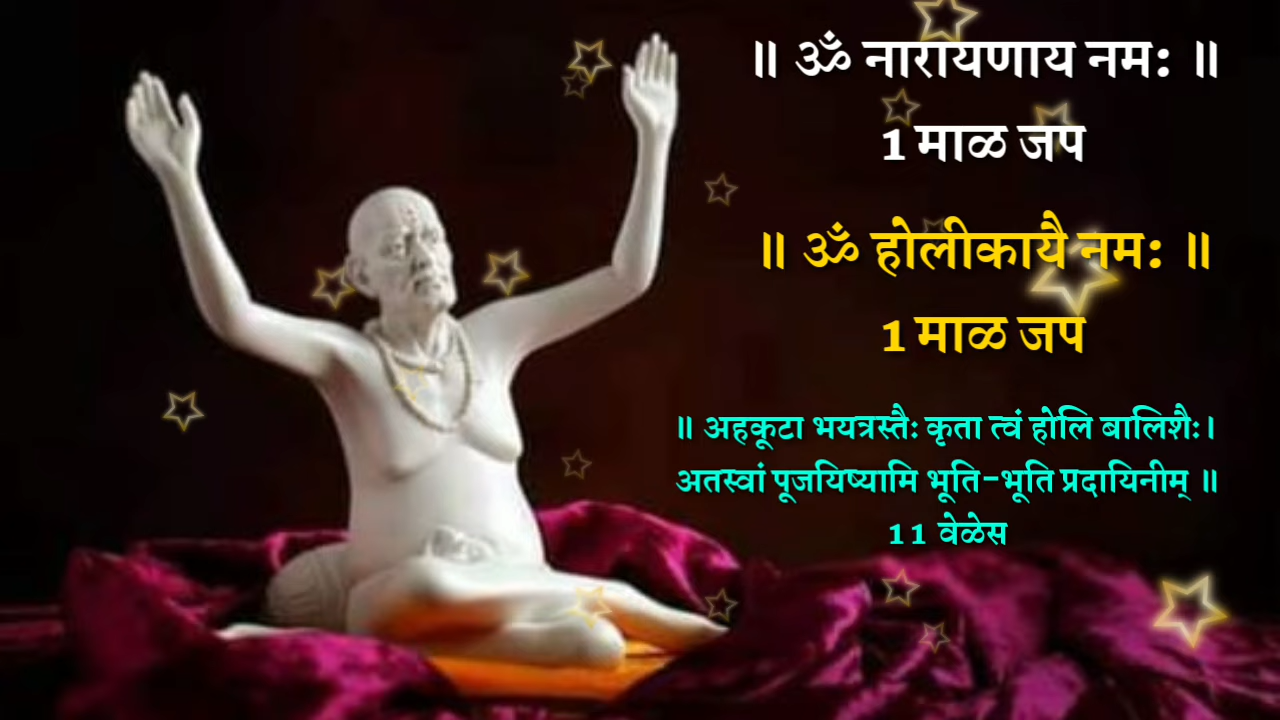 ॥ ॐ नारायणाय नमः ॥
1 माळ जप
॥ ॐ होलीकायै नमः ॥
1 माळ जप
॥ अहकूटा भयत्रस्तैः कृता त्वं होलि बालिशैः।
अतस्वां पूजयिष्यामि भूति-भूति प्रदायिनीम् ॥
11 वेळेस